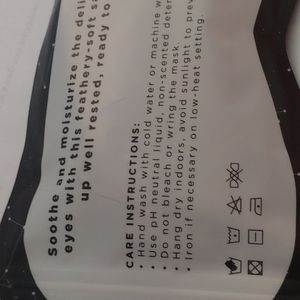 Soothe and moisturize the deli
eyes with this feathery-soft s
up well rested, ready to
CARE INSTRUCTIONS:
• Hand wash with cold water or machine w
• Use pH neutral liquid, non-scented deter
• Do not bleach or wring the mask.
• Hang dry indoors, avoid sunlight to prev
• Iron if necessary on low-heat setting.